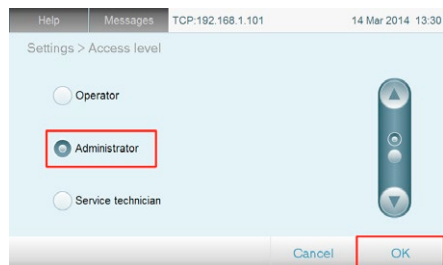 Help Messages TCP:192.168.1.101 14 Mar 2014 13:30
Settings > Access level
Operator
Administrator
Service technician
Cancel OK